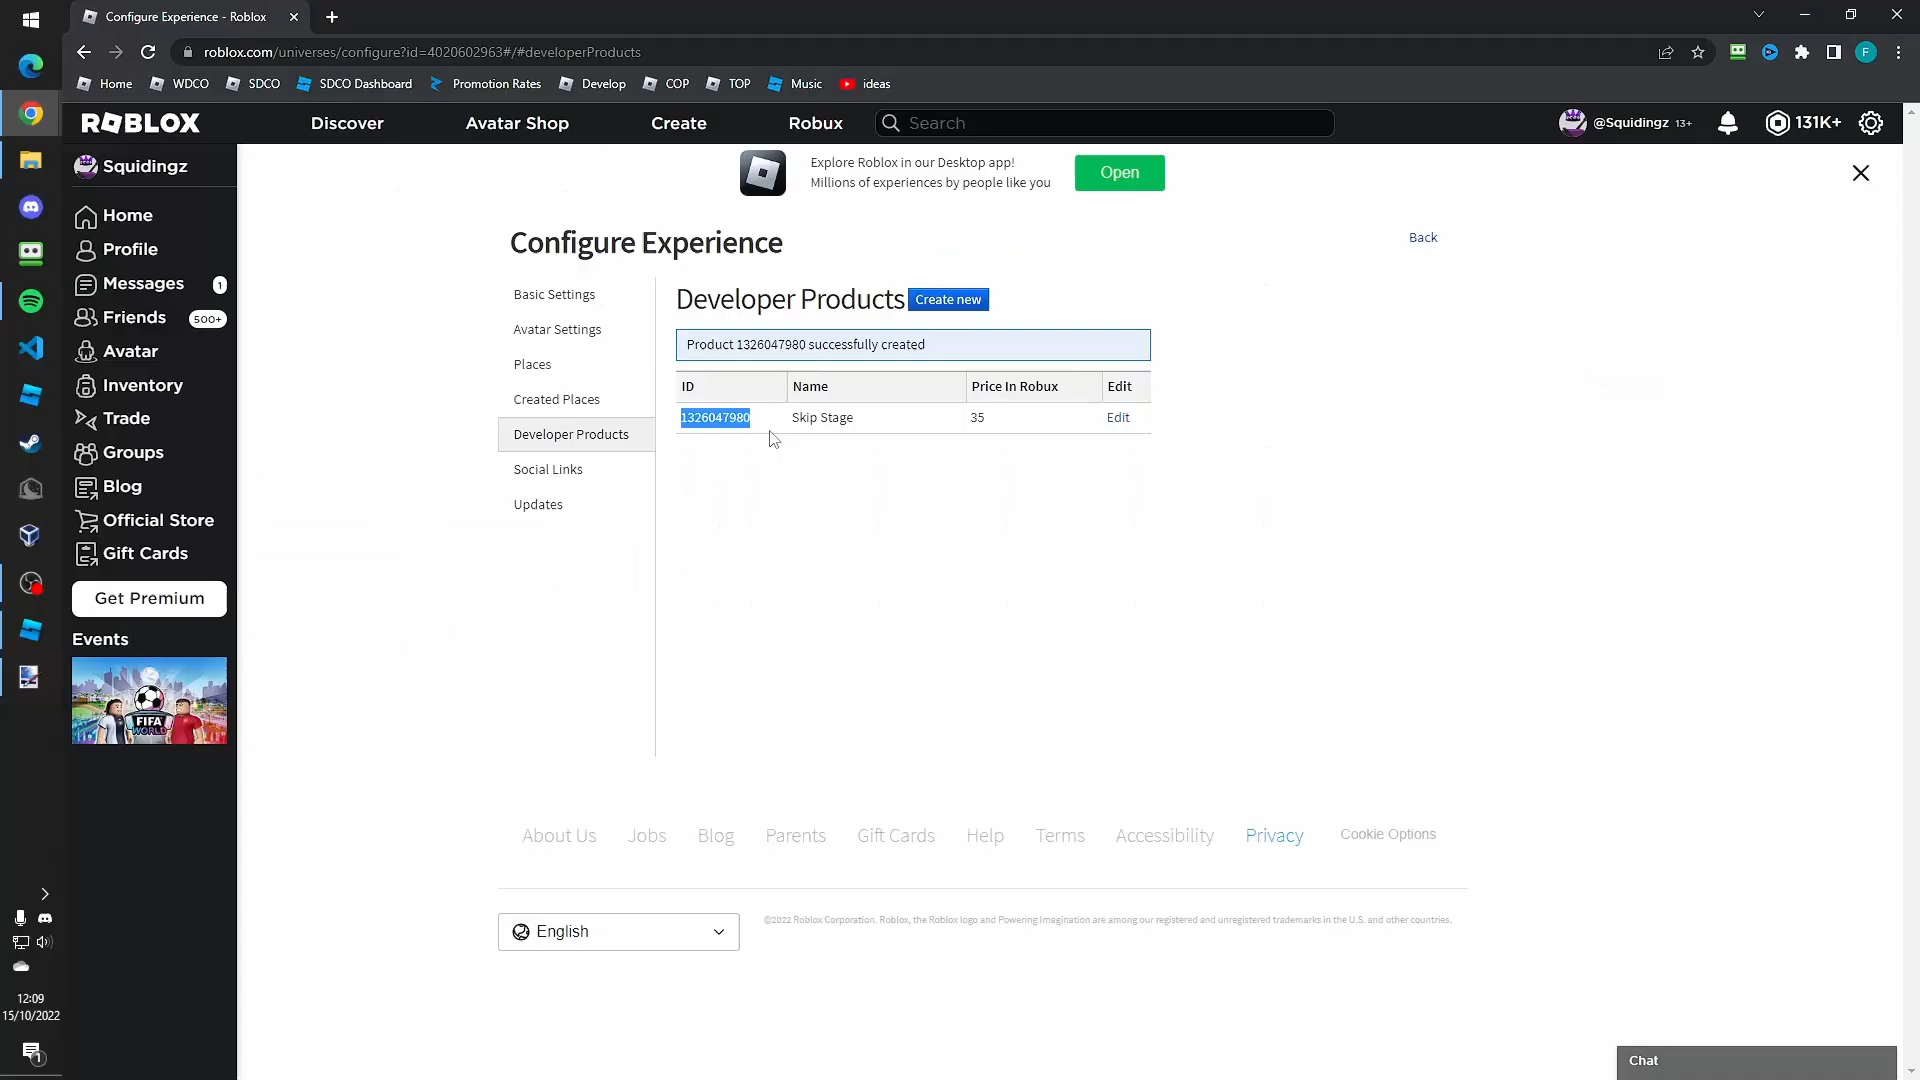 Configure Experience - Roblox
roblox.com/universes/configure?id=4020602963#/#developerProducts
F
Home
WDCO
SDCO
SDCO Dashboard
Promotion Rates
Develop
COP
TOP
Music
ideas
ROBLOX
Discover
Avatar Shop
Create
Robux
Search
@Squidingz 13+
131K+
Squidingz
Home
Profile
Messages 1
Friends 500+
Avatar
Inventory
Trade
Groups
Blog
Official Store
Gift Cards
Get Premium
Events
FIFA
WORLD
Explore Roblox in our Desktop app!
Millions of experiences by people like you
Open
Configure Experience
Back
Basic Settings
Avatar Settings
Places
Created Places
Developer Products
Social Links
Updates
Developer Products
Create new
Product 1326047980 successfully created
ID Name Price In Robux Edit
1326047980 Skip Stage 35 Edit
About Us Jobs Blog Parents Gift Cards Help Terms Accessibility Privacy Cookie Options
English
©2022 Roblox Corporation. Roblox, the Roblox logo and Powering Imagination are among our registered and unregistered trademarks in the U.S. and other countries.
12:09
15/10/2022
1
Chat